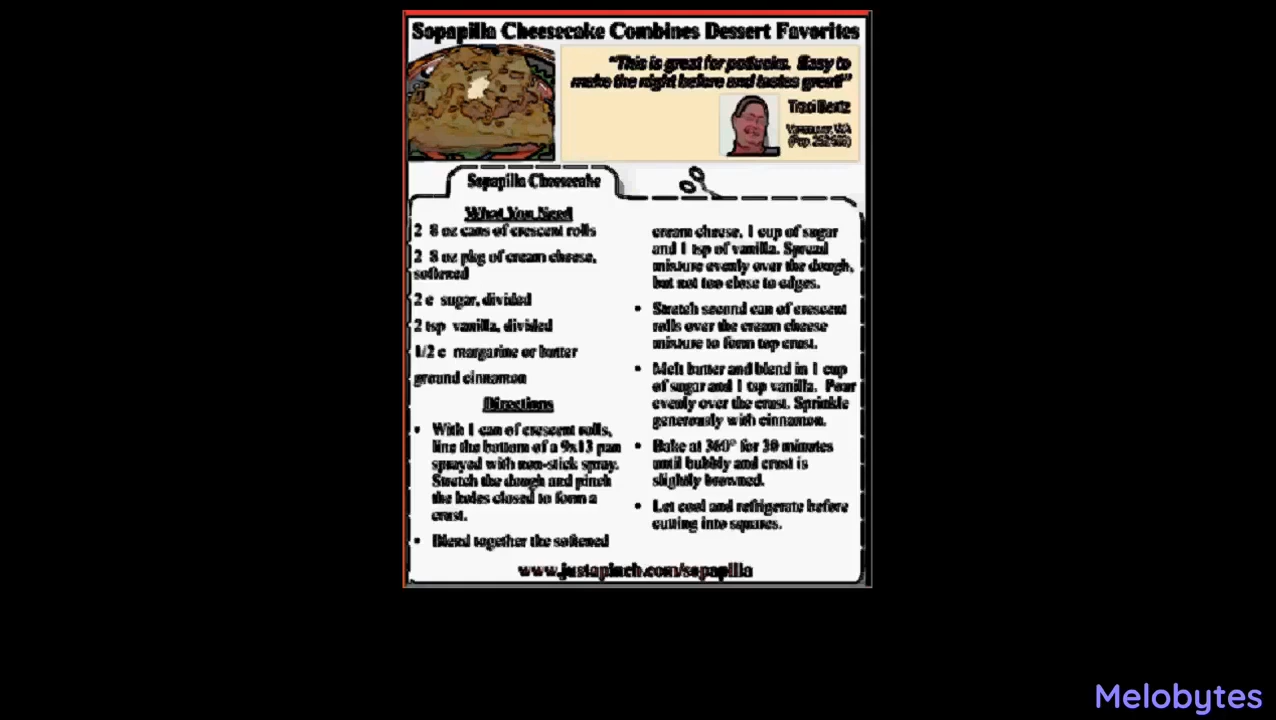 Sopapilla Cheesecake Combines Dessert Favorites
"This is great for potlucks. Easy to
make the night before and tastes great!"
Traci
Vancouver, WA
(Pop.
Sopapilla Cheesecake
What You Need
2 8 oz cans of crescent rolls
2 8 oz pkg of cream cheese,
softened
2 c sugar, divided
2 tsp vanilla, divided
1/2 c margarine or butter
ground cinnamon
Directions
• With 1 can of crescent rolls,
line the bottom of a 9x13 pan
sprayed with non-stick spray.
Stretch the dough and pinch
the holes closed to form a
crust.
• Blend together the softened
cream cheese, 1 cup of sugar
and 1 tsp of vanilla. Spread
mixture evenly over the dough,
but not too close to edges.
• Stretch second can of crescent
rolls over the cream cheese
mixture to form top crust.
• Melt butter and blend in 1 cup
of sugar and 1 tsp vanilla. Pour
evenly over the crust. Sprinkle
generously with cinnamon.
• Bake at 360° for 30 minutes
until bubbly and crust is
slightly browned.
• Let cool and refrigerate before
cutting into squares.
www.justapinch.com/sopapilla
Melobytes